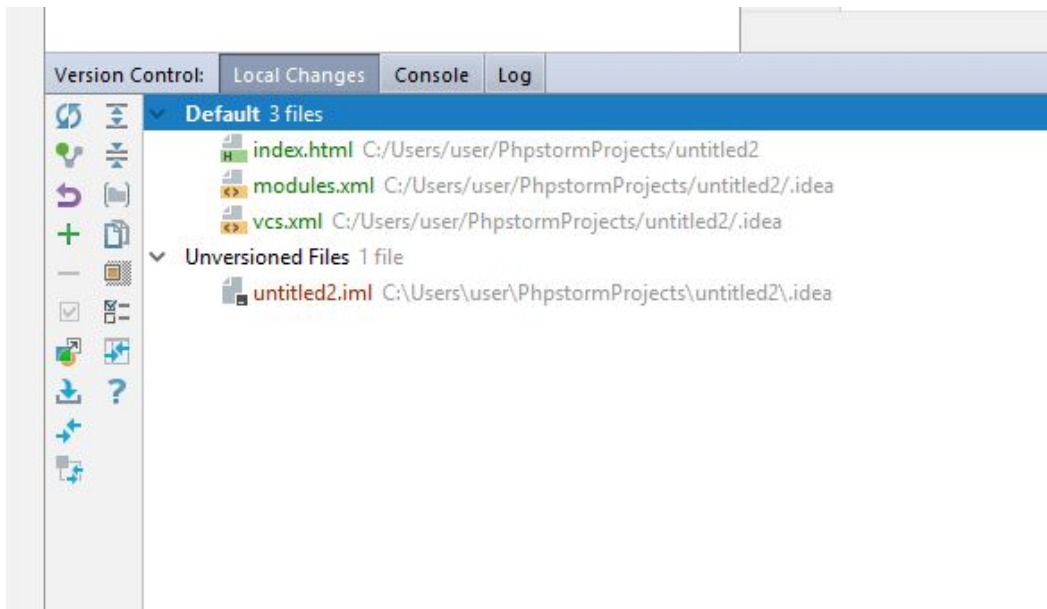 Version Control: Local Changes Console Log
Default 3 files
index.html C:/Users/user/PhpstormProjects/untitled2
modules.xml C:/Users/user/PhpstormProjects/untitled2/.idea
vcs.xml C:/Users/user/PhpstormProjects/untitled2/.idea
Unversioned Files 1 file
untitled2.iml C:\Users\user\PhpstormProjects\untitled2\.idea